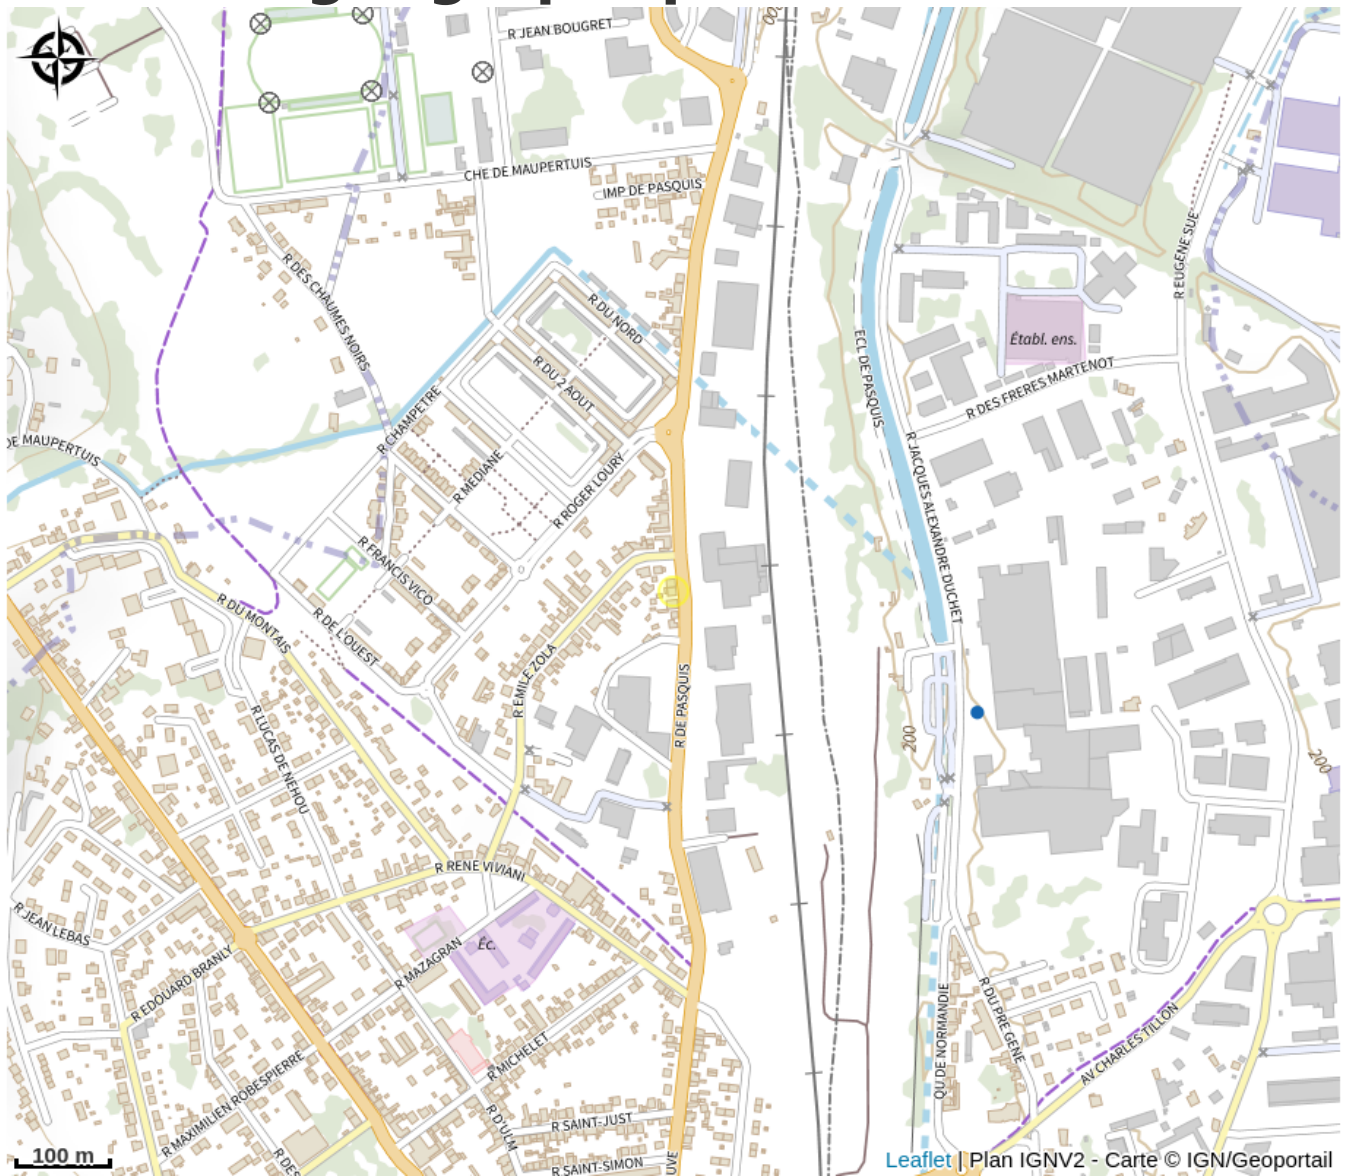 R JEAN BOUGRET
CHE DE MAUPERTUIS
IMP DE PASQUIS
R DES CHAUMES NOIRS
R DU NORD
R EUGENE SUE
Établ. ens.
ECL DE PASQUIS
R DU 2 AOUT
R DES FRERES MARTENOT
R CHAMPETRE
DE MAUPERTUIS
R MEDIANE
R ROGER LOURY
R JACQUES ALEXANDRE DUCHET
R FRANCIS VICO
R DU MONTAIS
R DE L'OUEST
R EMILE ZOLA
R DE PASQUIS
R LUCAS DE NEHOU
200
200
R RENE VIVIANI
R JEAN LEBAS
Éc.
R MAZAGRAN
R EDOUARD BRANLY
QU DE NORMANDIE
R DU PRE GENE
AV CHARLES TILLON
R MICHELET
R MAXIMILIEN ROBESPIERRE
R D'ULM
R SAINT-JUST
R SAINT-SIMON
R DES
UVE
100 m
Leaflet | Plan IGNV2 - Carte © IGN/Geoportail